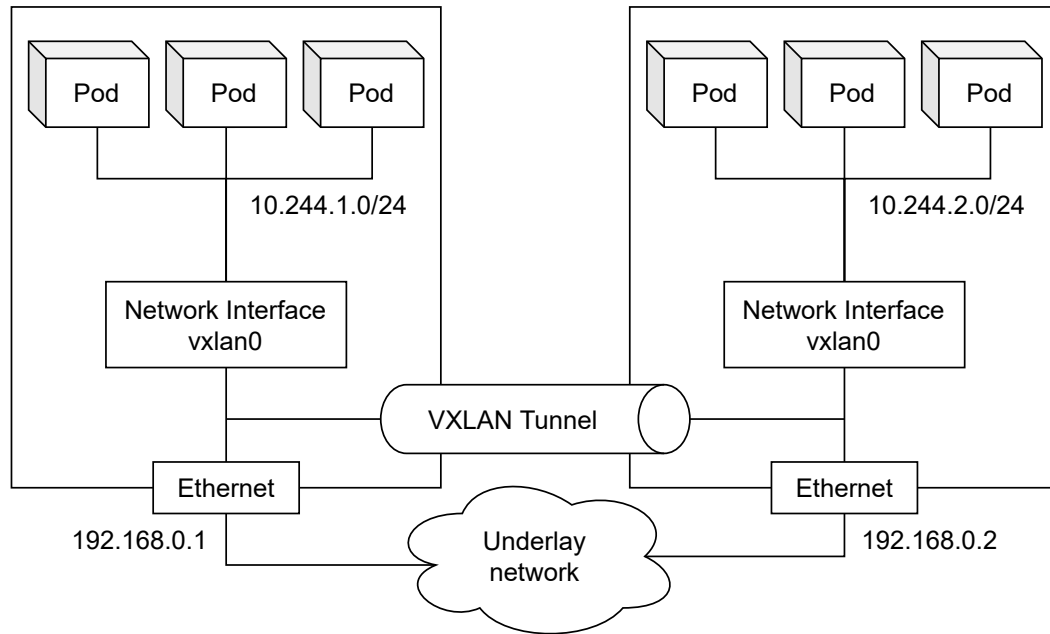 Pod
Pod
Pod
Pod
Pod
Pod
10.244.1.0/24
10.244.2.0/24
Network Interface
vxlan0
Network Interface
vxlan0
VXLAN Tunnel
Ethernet
Ethernet
192.168.0.1
192.168.0.2
Underlay
network